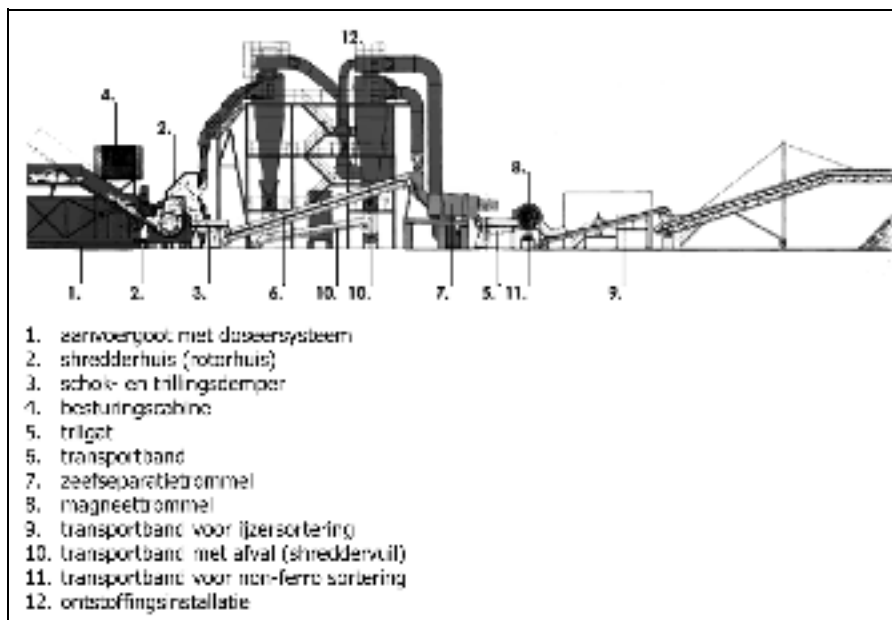 12.
4.
2.
8.
1. 2. 3. 6. 10. 10. 7. 5. 11. 9.
1. aanvoergoot met doseersysteem
2. shredderhuis (rotorhuis)
3. schok- en trillingsdemper
4. besturingscabine
5. trilgat
6. transportband
7. zeefseparatietrommel
8. magneettrommel
9. transportband voor ijzersortering
10. transportband met afval (shreddervuil)
11. transportband voor non-ferro sortering
12. ontstoffingsinstallatie